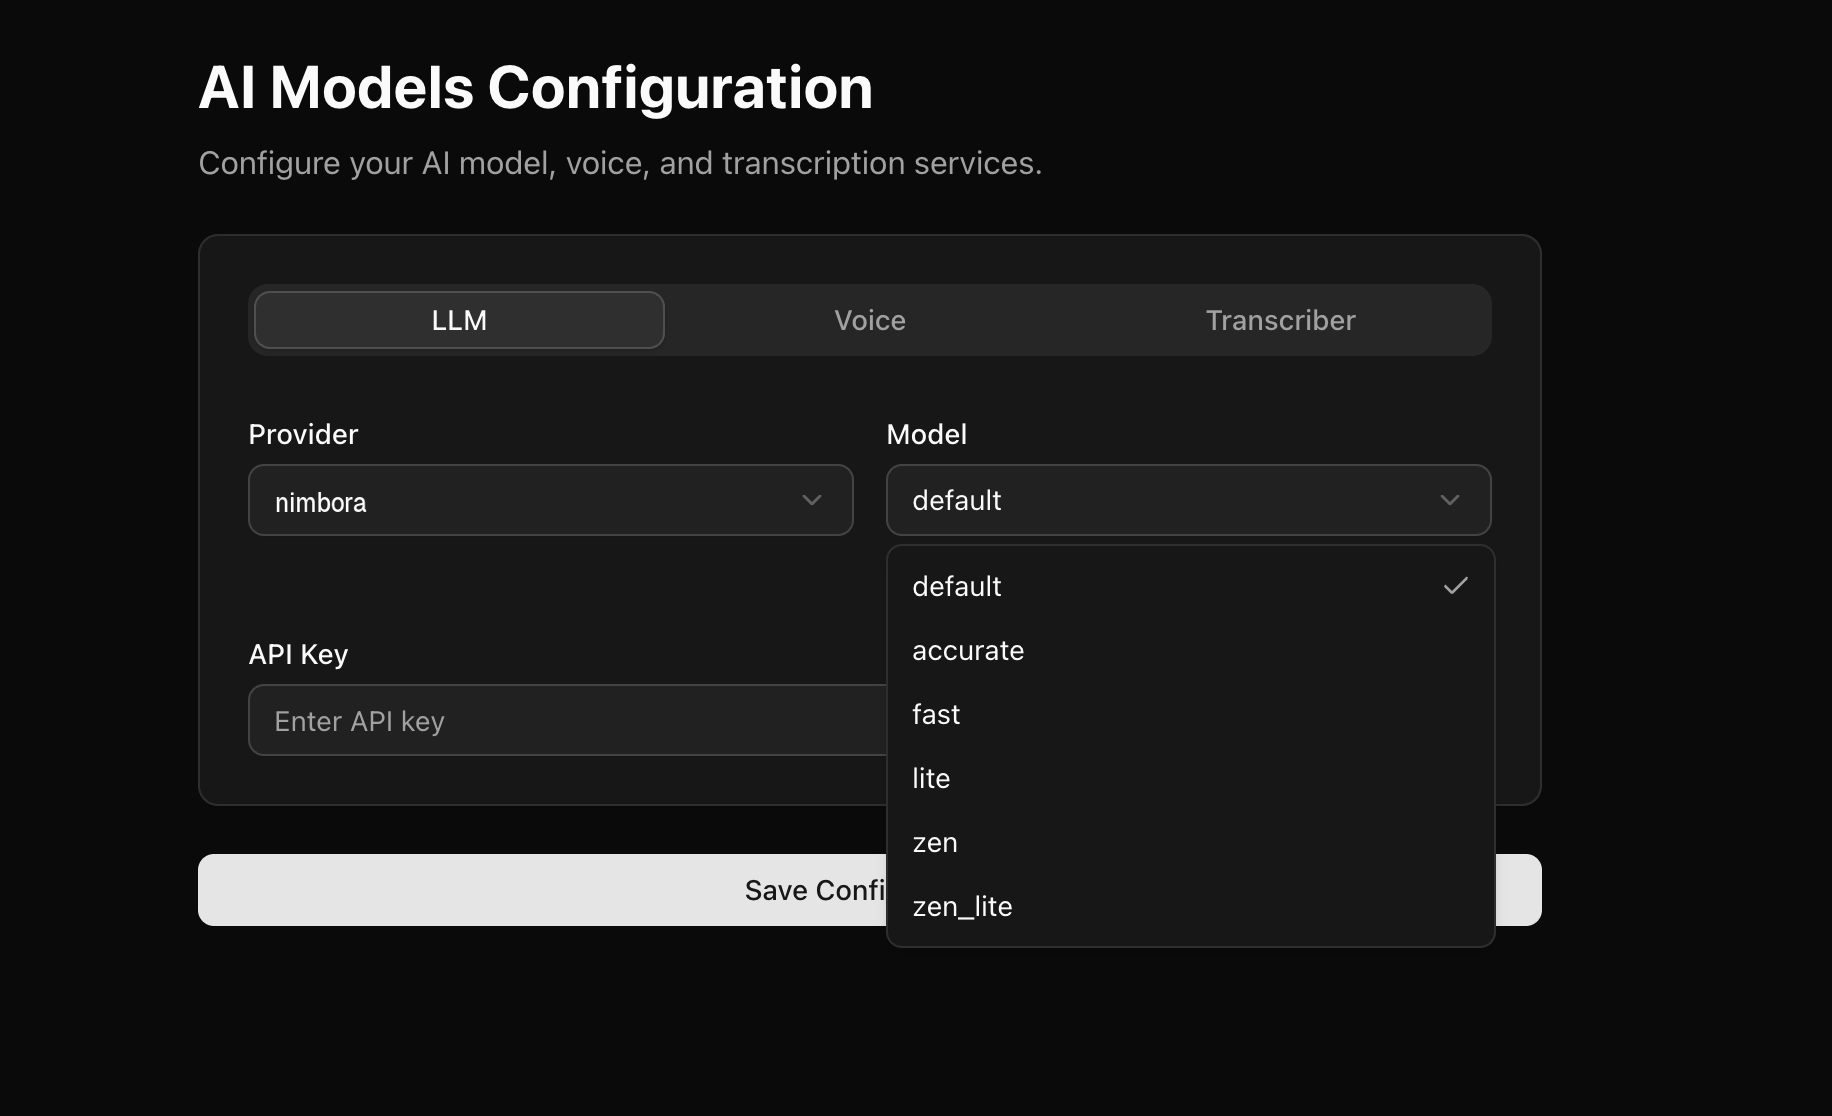 AI Models Configuration
Configure your AI model, voice, and transcription services.
LLM Voice Transcriber
Provider Model
nimbora default
default
accurate
API Key
fast
Enter API key
lite
zen
Save Confi
zen_lite